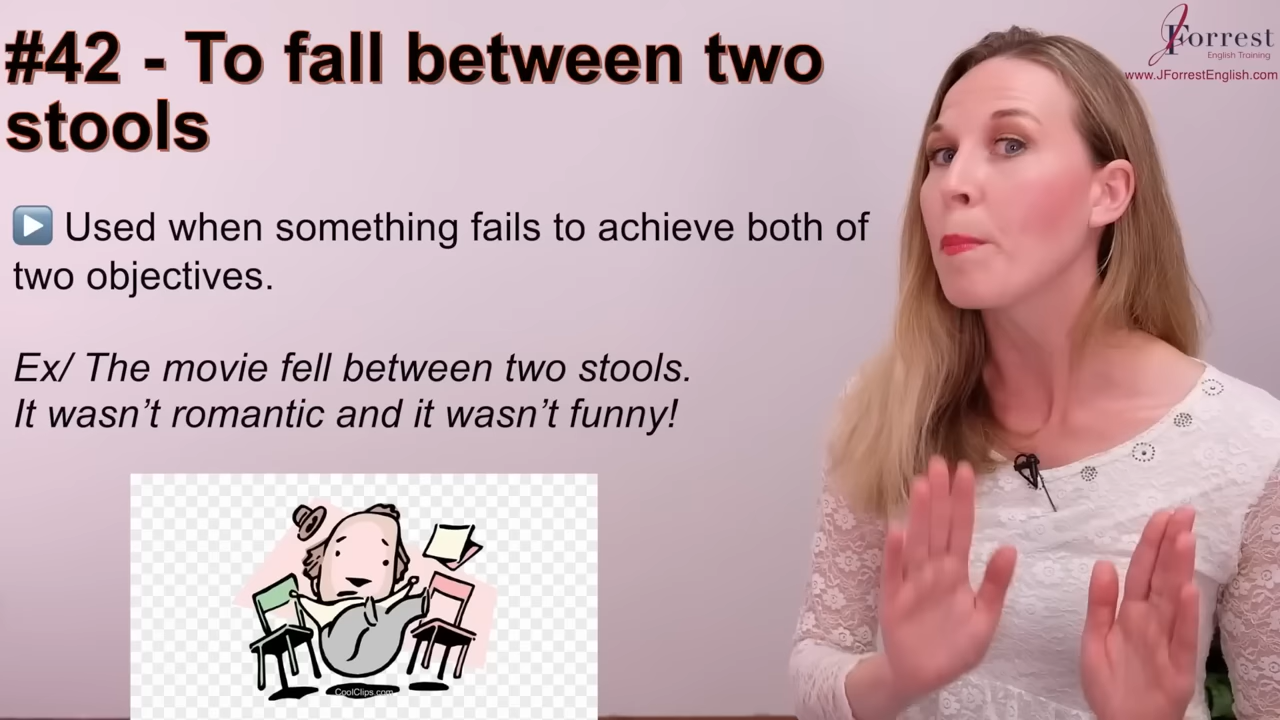 #42 - To fall between two
stools
Used when something fails to achieve both of
two objectives.
Ex/ The movie fell between two stools.
It wasn't romantic and it wasn't funny!
JForrest
English Training
www.JForrestEnglish.com
CoolClips.com